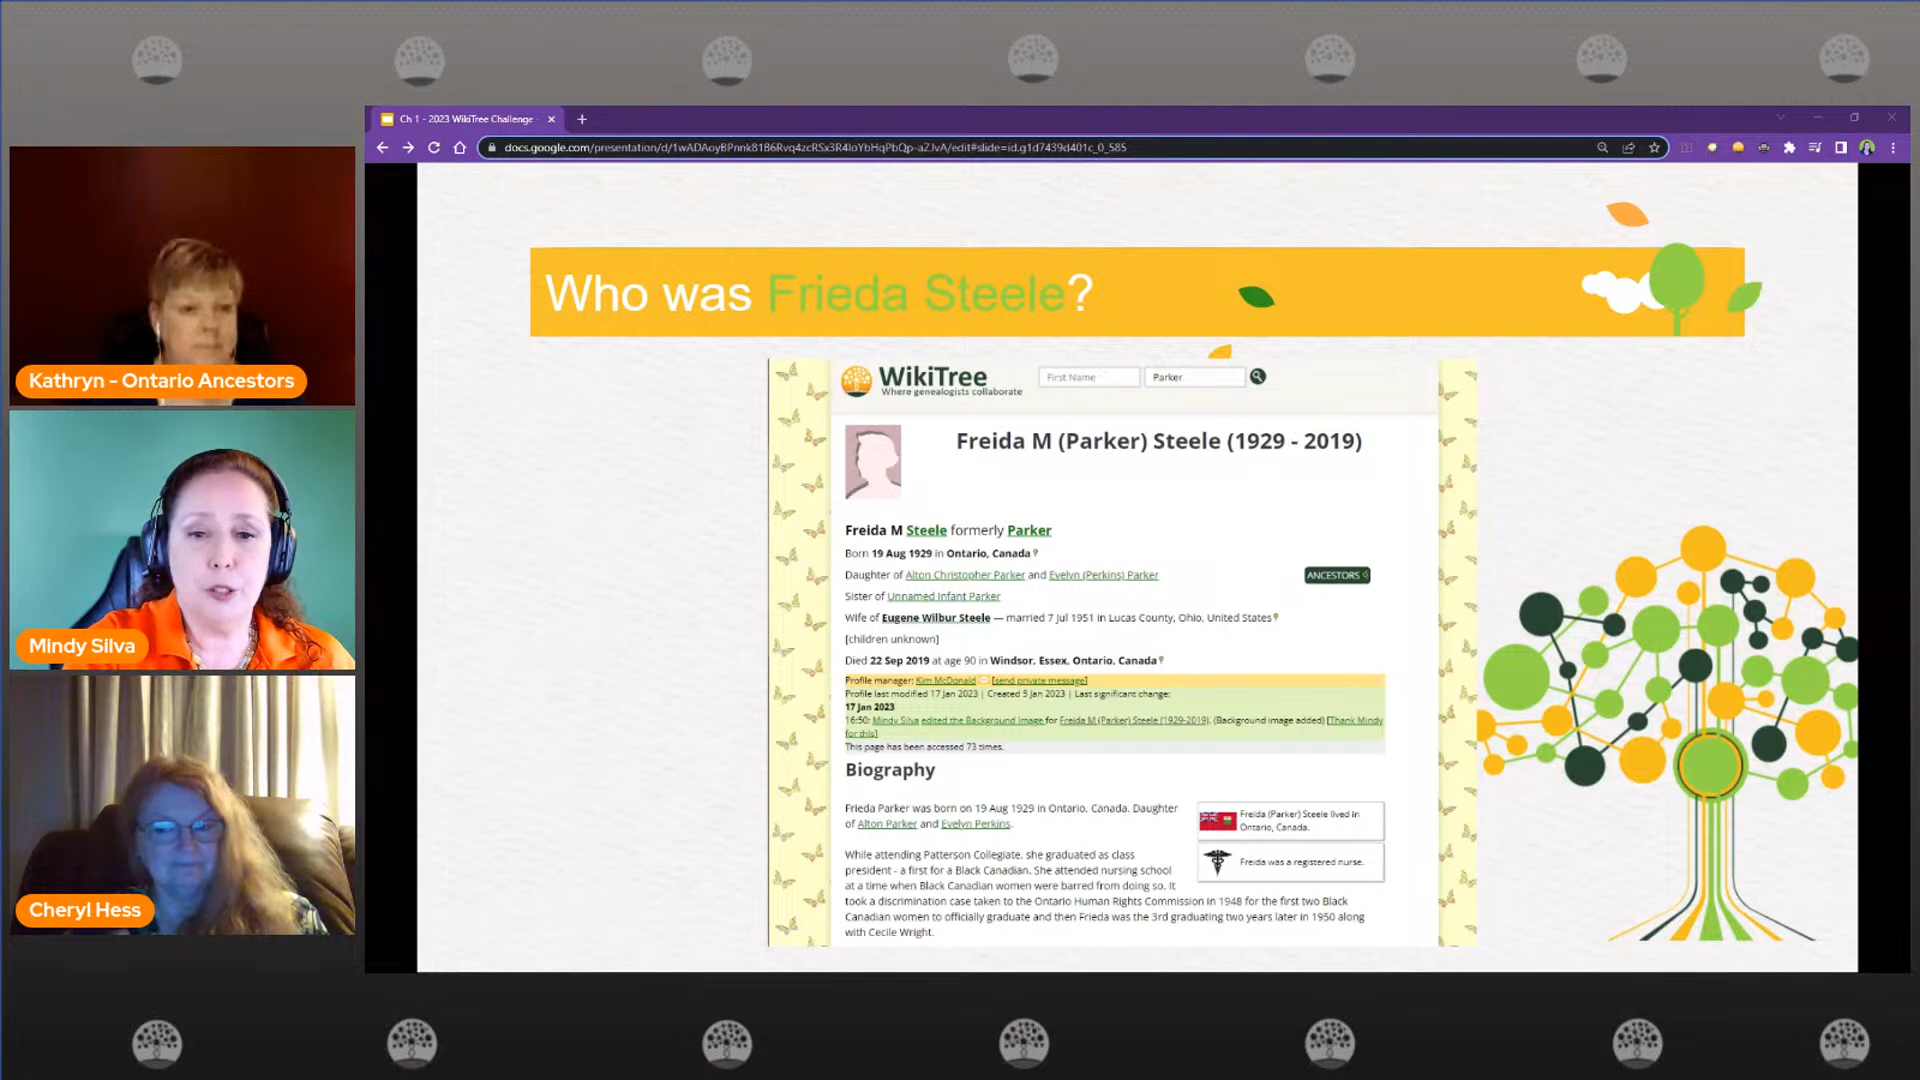 Ch 1 - 2023 WikiTree Challenge -
docs.google.com/presentation/d/1wADAoyBPnnk81B6Rvq4zcRSx3R4IoYbHqPbQp-aZJvA/edit#slide=id.g1d7439d401c_0_585
Kathryn - Ontario Ancestors
Mindy Silva
Cheryl Hess
Who was Frieda Steele?
WikiTree
Where genealogists collaborate
First Name
Parker
Freida M (Parker) Steele (1929 - 2019)
Freida M Steele formerly Parker
Born 19 Aug 1929 in Ontario, Canada
Daughter of Alton Christopher Parker and Evelyn (Perkins) Parker
ANCESTORS
Sister of Unnamed Infant Parker
Wife of Eugene Wilbur Steele — married 7 Jul 1951 in Lucas County, Ohio, United States
[children unknown]
Died 22 Sep 2019 at age 90 in Windsor, Essex, Ontario, Canada
Profile manager: Kim McDonald [send private message]
Profile last modified 17 Jan 2023 | Created 5 Jan 2023 | Last significant change:
17 Jan 2023
16:50: Mindy Silva edited the Background Image for Freida M (Parker) Steele (1929-2019). (Background image added) [Thank Mindy
for this]
This page has been accessed 73 times.
Biography
Frieda Parker was born on 19 Aug 1929 in Ontario, Canada. Daughter
of Alton Parker and Evelyn Perkins.
Freida (Parker) Steele lived in
Ontario, Canada.
Freida was a registered nurse.
While attending Patterson Collegiate, she graduated as class
president - a first for a Black Canadian. She attended nursing school
at a time when Black Canadian women were barred from doing so. It
took a discrimination case taken to the Ontario Human Rights Commission in 1948 for the first two Black
Canadian women to officially graduate and then Frieda was the 3rd graduating two years later in 1950 along
with Cecile Wright.